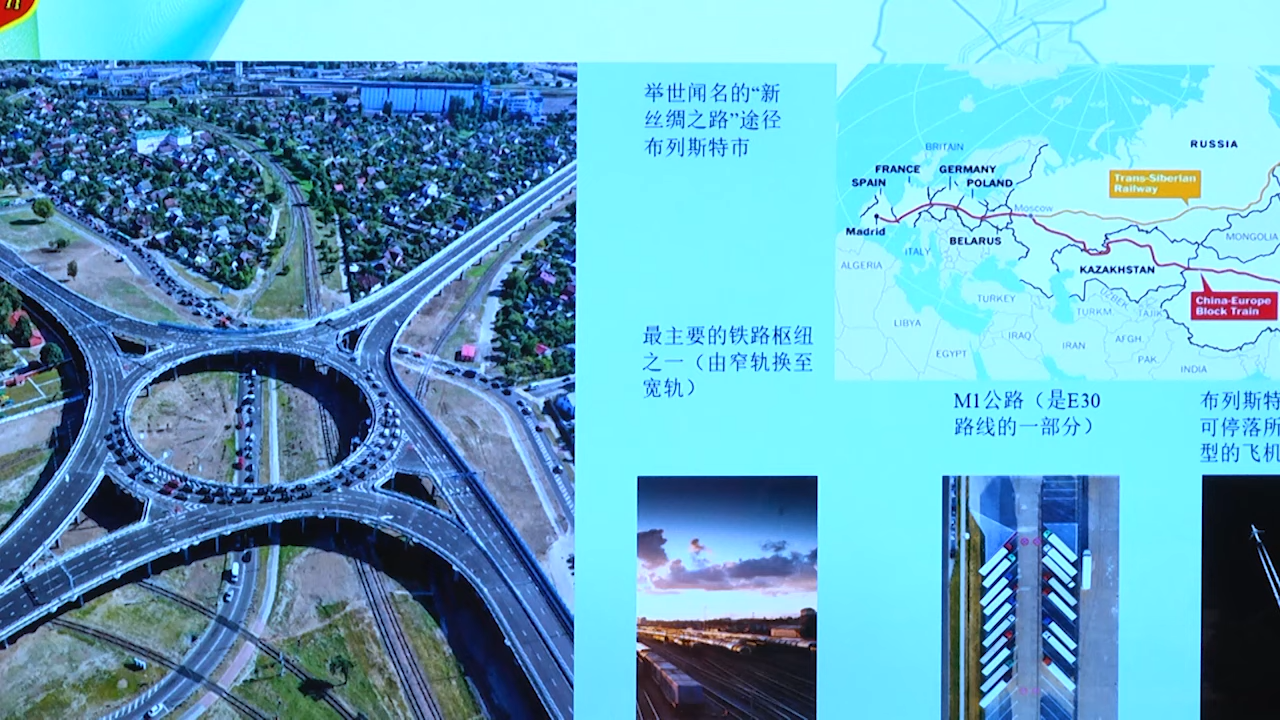 举世闻名的“新
丝绸之路”途径
布列斯特市
RUSSIA
BRITAIN
FRANCE
GERMANY
SPAIN
POLAND
Trans-Siberian
Railway
Moscow
Madrid
BELARUS
MONGOLIA
ITALY
ALGERIA
KAZAKHSTAN
TURKEY
UZBEK.
TURKM.
TAJIK.
China-Europe
Block Train
LIBYA
IRAQ
IRAN
AFGH.
EGYPT
PAK.
INDIA
最主要的铁路枢纽
之一（由窄轨换至
宽轨）
M1公路（是E30
路线的一部分）
布列斯特
可停落所
型的飞机